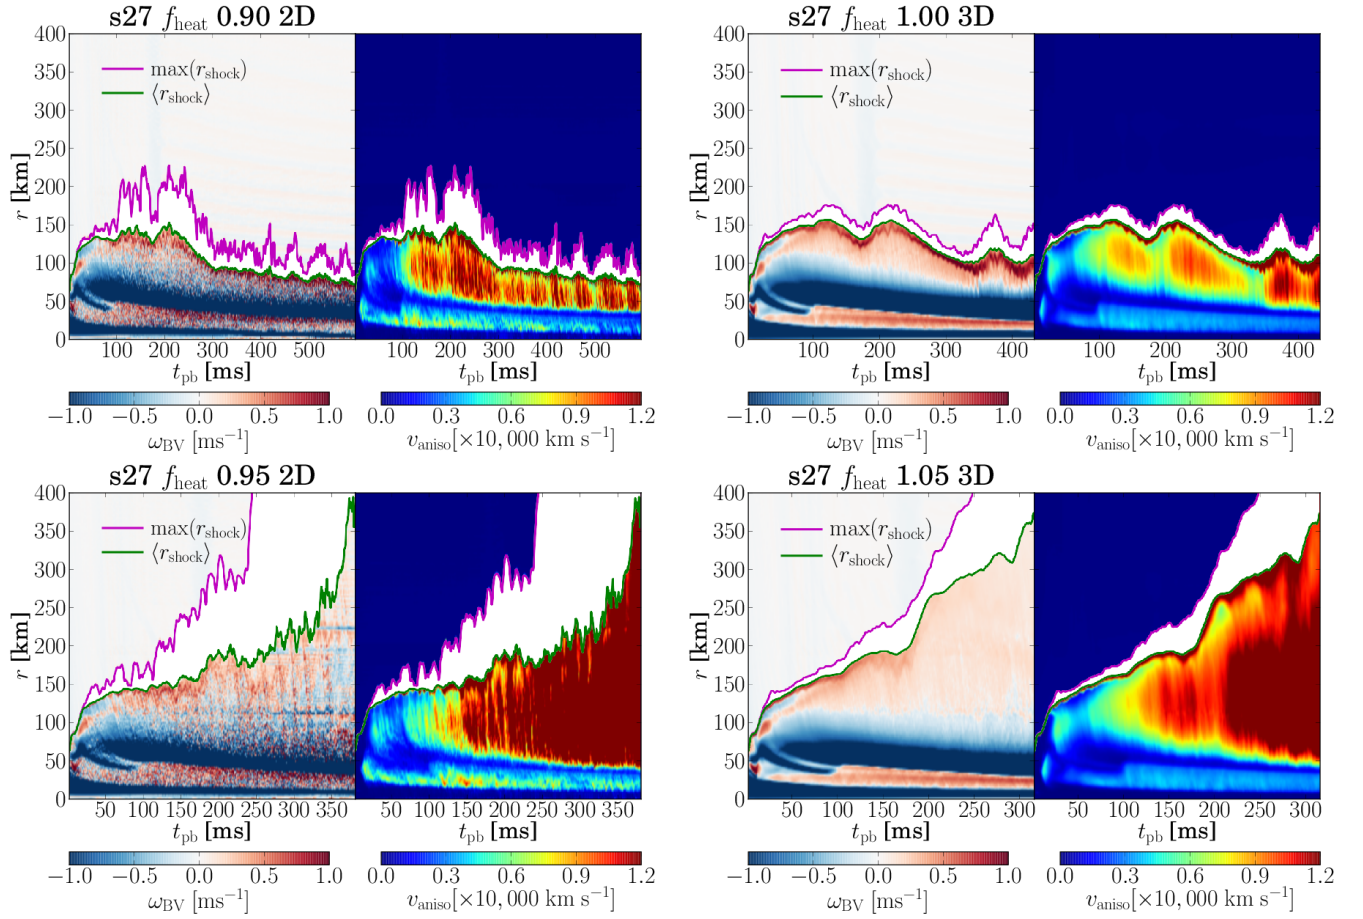 s27 f_heat 0.90 2D
400
350
300
250
200
150
100
50
0
r [km]
max(r_shock)
⟨r_shock⟩
100 200 300 400 500
100 200 300 400 500
t_pb [ms]
t_pb [ms]
−1.0 −0.5 0.0 0.5 1.0
ω_BV [ms⁻¹]
0.0 0.3 0.6 0.9 1.2
v_aniso[×10,000 km s⁻¹]
s27 f_heat 1.00 3D
400
350
300
250
200
150
100
50
0
r [km]
max(r_shock)
⟨r_shock⟩
100 200 300 400
100 200 300 400
t_pb [ms]
t_pb [ms]
−1.0 −0.5 0.0 0.5 1.0
ω_BV [ms⁻¹]
0.0 0.3 0.6 0.9 1.2
v_aniso[×10,000 km s⁻¹]
s27 f_heat 0.95 2D
400
350
300
250
200
150
100
50
0
r [km]
max(r_shock)
⟨r_shock⟩
50 100 150 200 250 300 350
50 100 150 200 250 300 350
t_pb [ms]
t_pb [ms]
−1.0 −0.5 0.0 0.5 1.0
ω_BV [ms⁻¹]
0.0 0.3 0.6 0.9 1.2
v_aniso[×10,000 km s⁻¹]
s27 f_heat 1.05 3D
400
350
300
250
200
150
100
50
0
r [km]
max(r_shock)
⟨r_shock⟩
50 100 150 200 250 300
50 100 150 200 250 300
t_pb [ms]
t_pb [ms]
−1.0 −0.5 0.0 0.5 1.0
ω_BV [ms⁻¹]
0.0 0.3 0.6 0.9 1.2
v_aniso[×10,000 km s⁻¹]